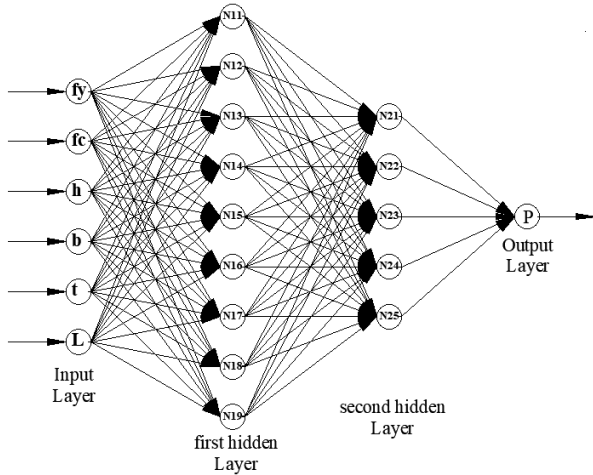 fy
fc
h
b
t
L
Input
Layer
N11
N12
N13
N14
N15
N16
N17
N18
N19
first hidden
Layer
N21
N22
N23
N24
N25
second hidden
Layer
P
Output
Layer